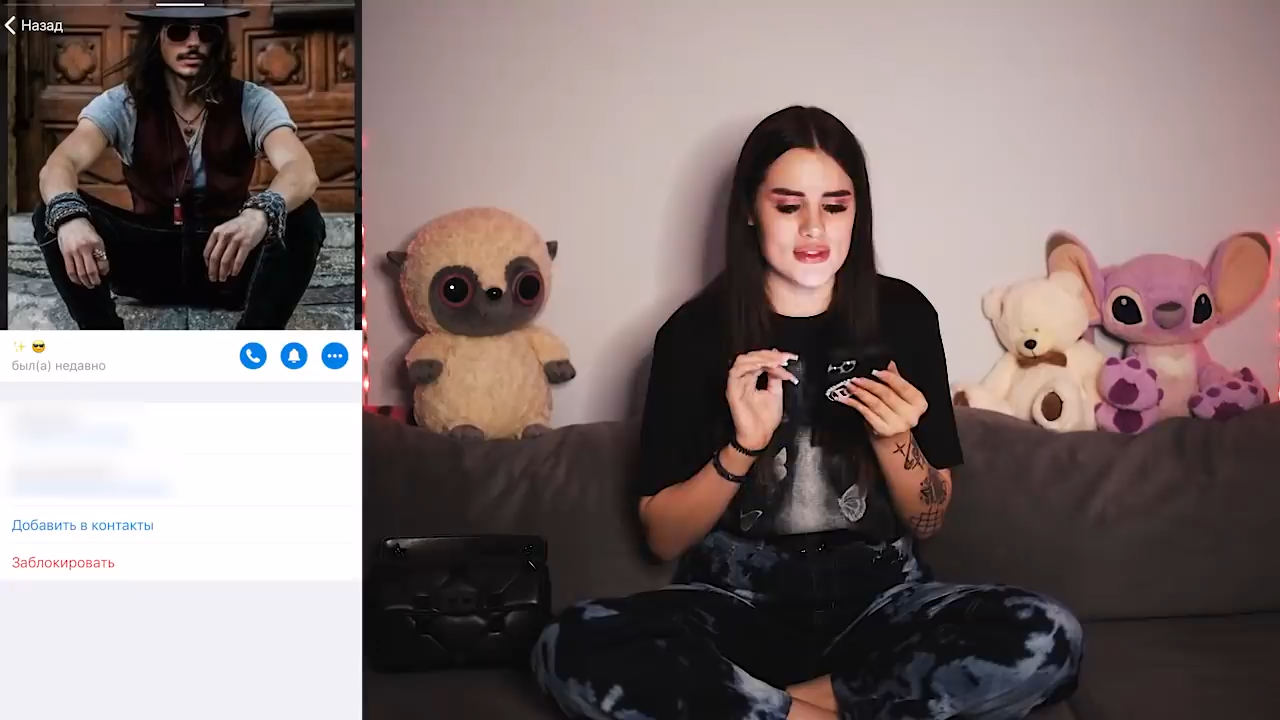 Назад
✨ 😎
был(а) недавно
Добавить в контакты
Заблокировать